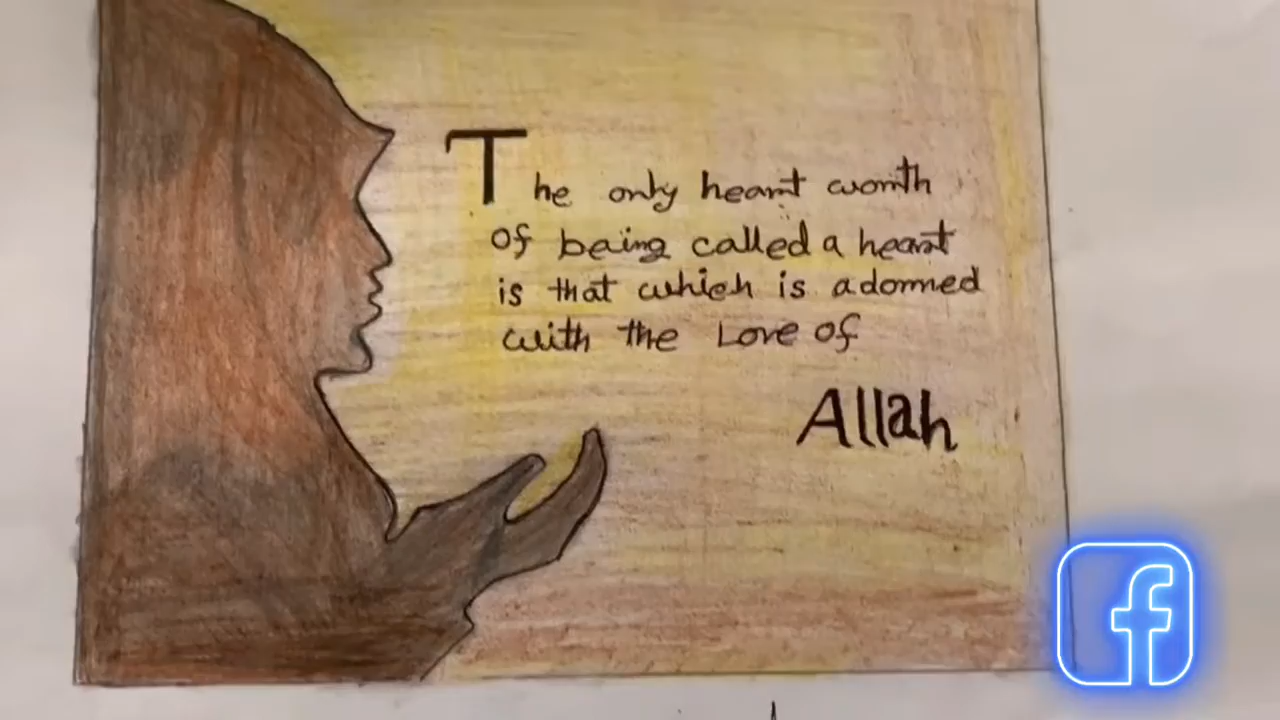 The only heart worth
of being called a heart
is that which is adorned
with the Love of
Allah